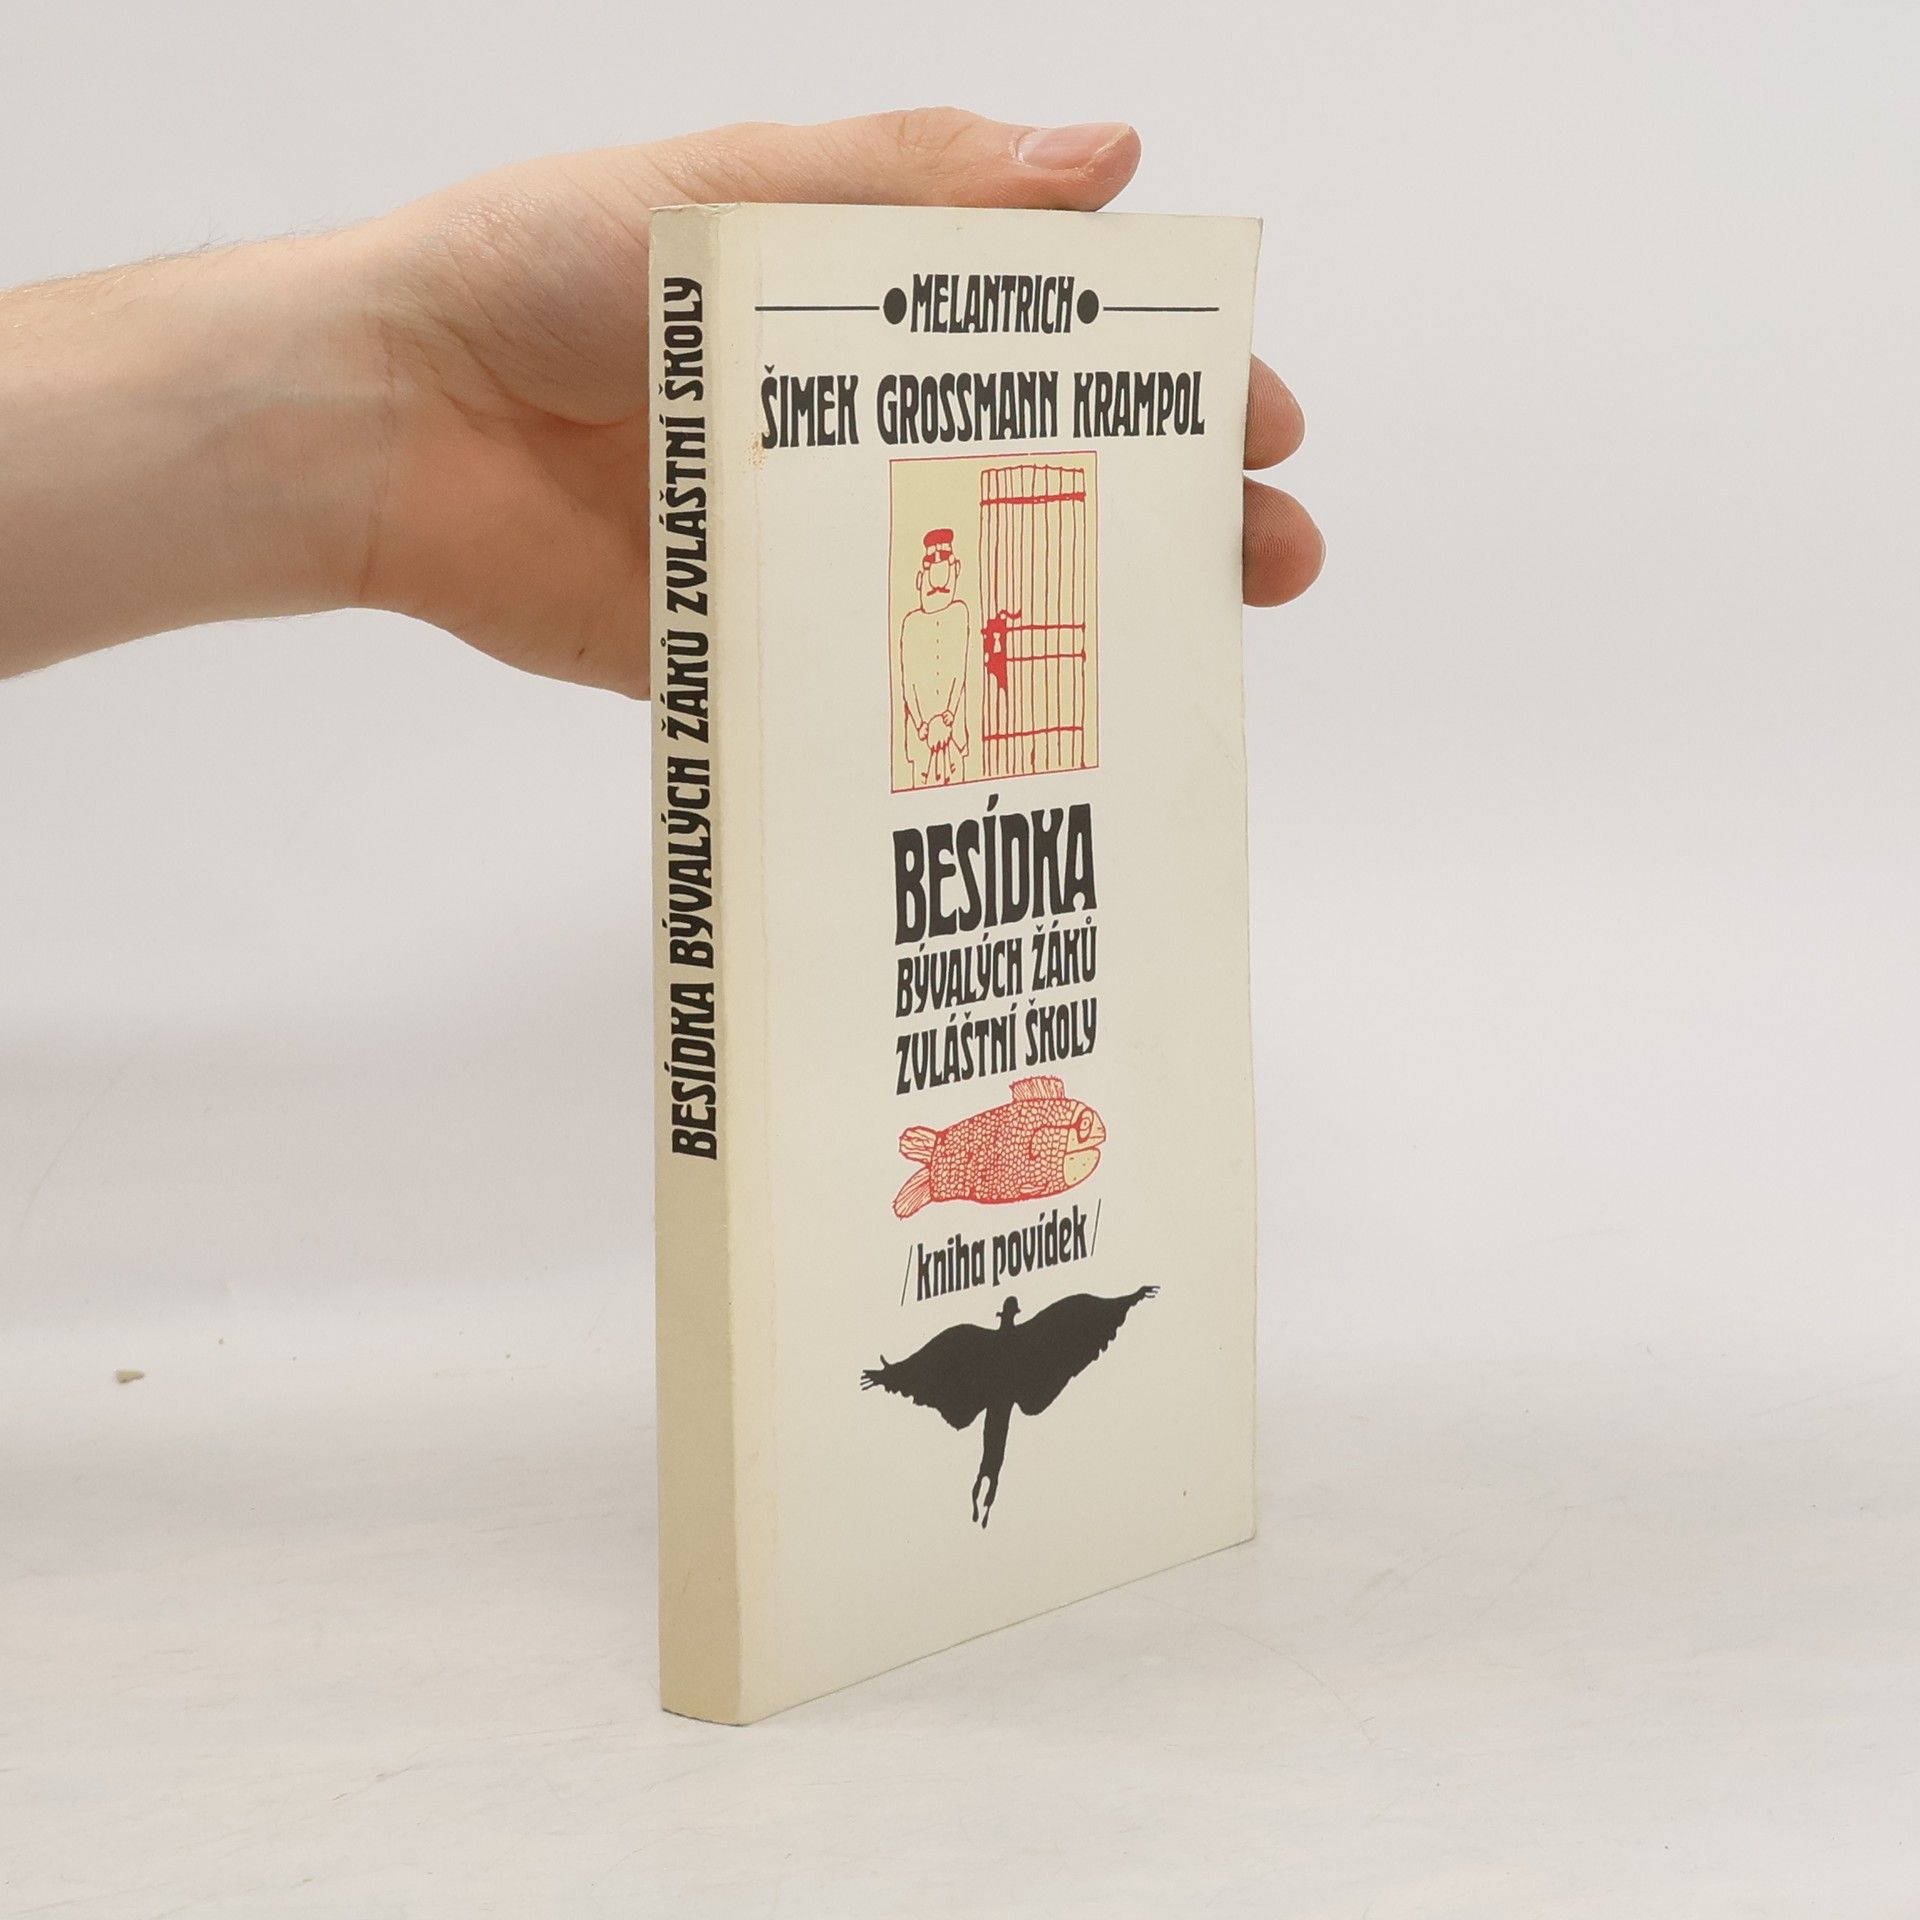 BESÍDKA BÝVALÝCH ŽÁKŮ ZVLÁŠTNÍ ŠKOLY
MELANTRICH
ŠIMEK GROSSMANN KRAMPOL
BESÍDKA
BÝVALÝCH ŽÁKŮ
ZVLÁŠTNÍ ŠKOLY
/kniha povídek/